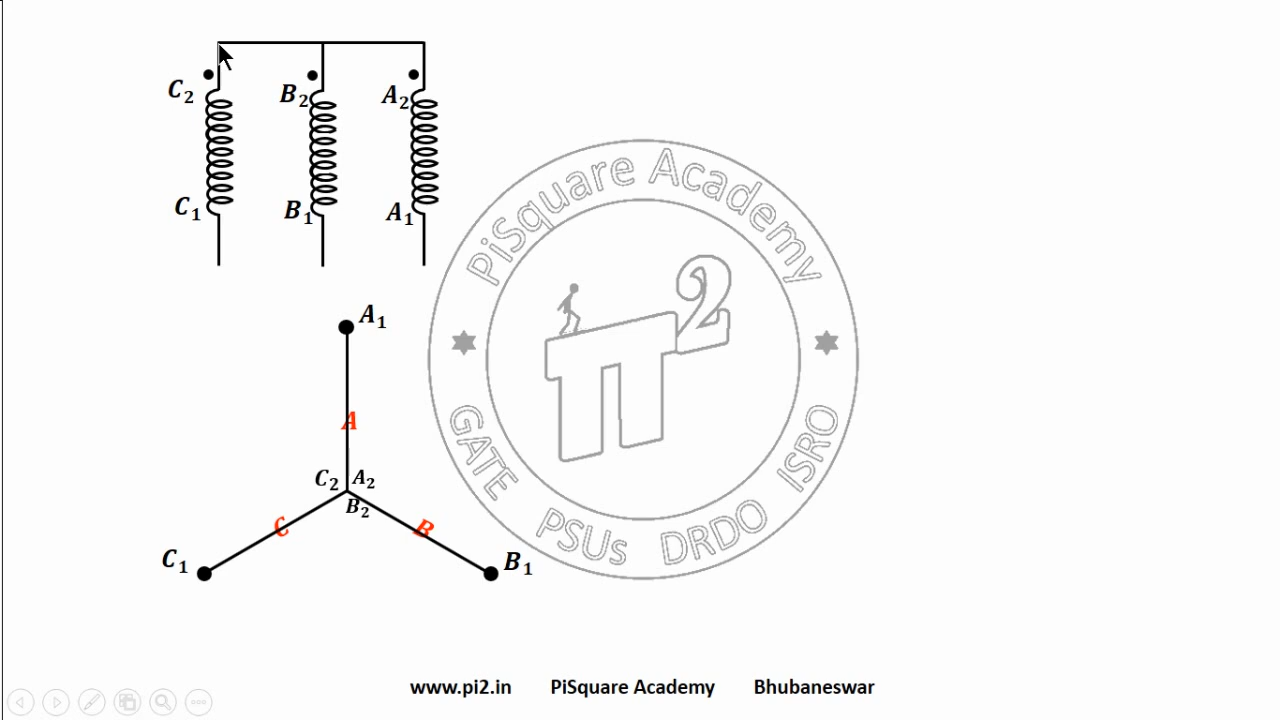 C2 B2 A2
C1 B1 A1
A1
A
C2 A2
B2
C B
C1 B1
PiSquare Academy
π2
GATE PSUs DRDO ISRO
www.pi2.in PiSquare Academy Bhubaneswar